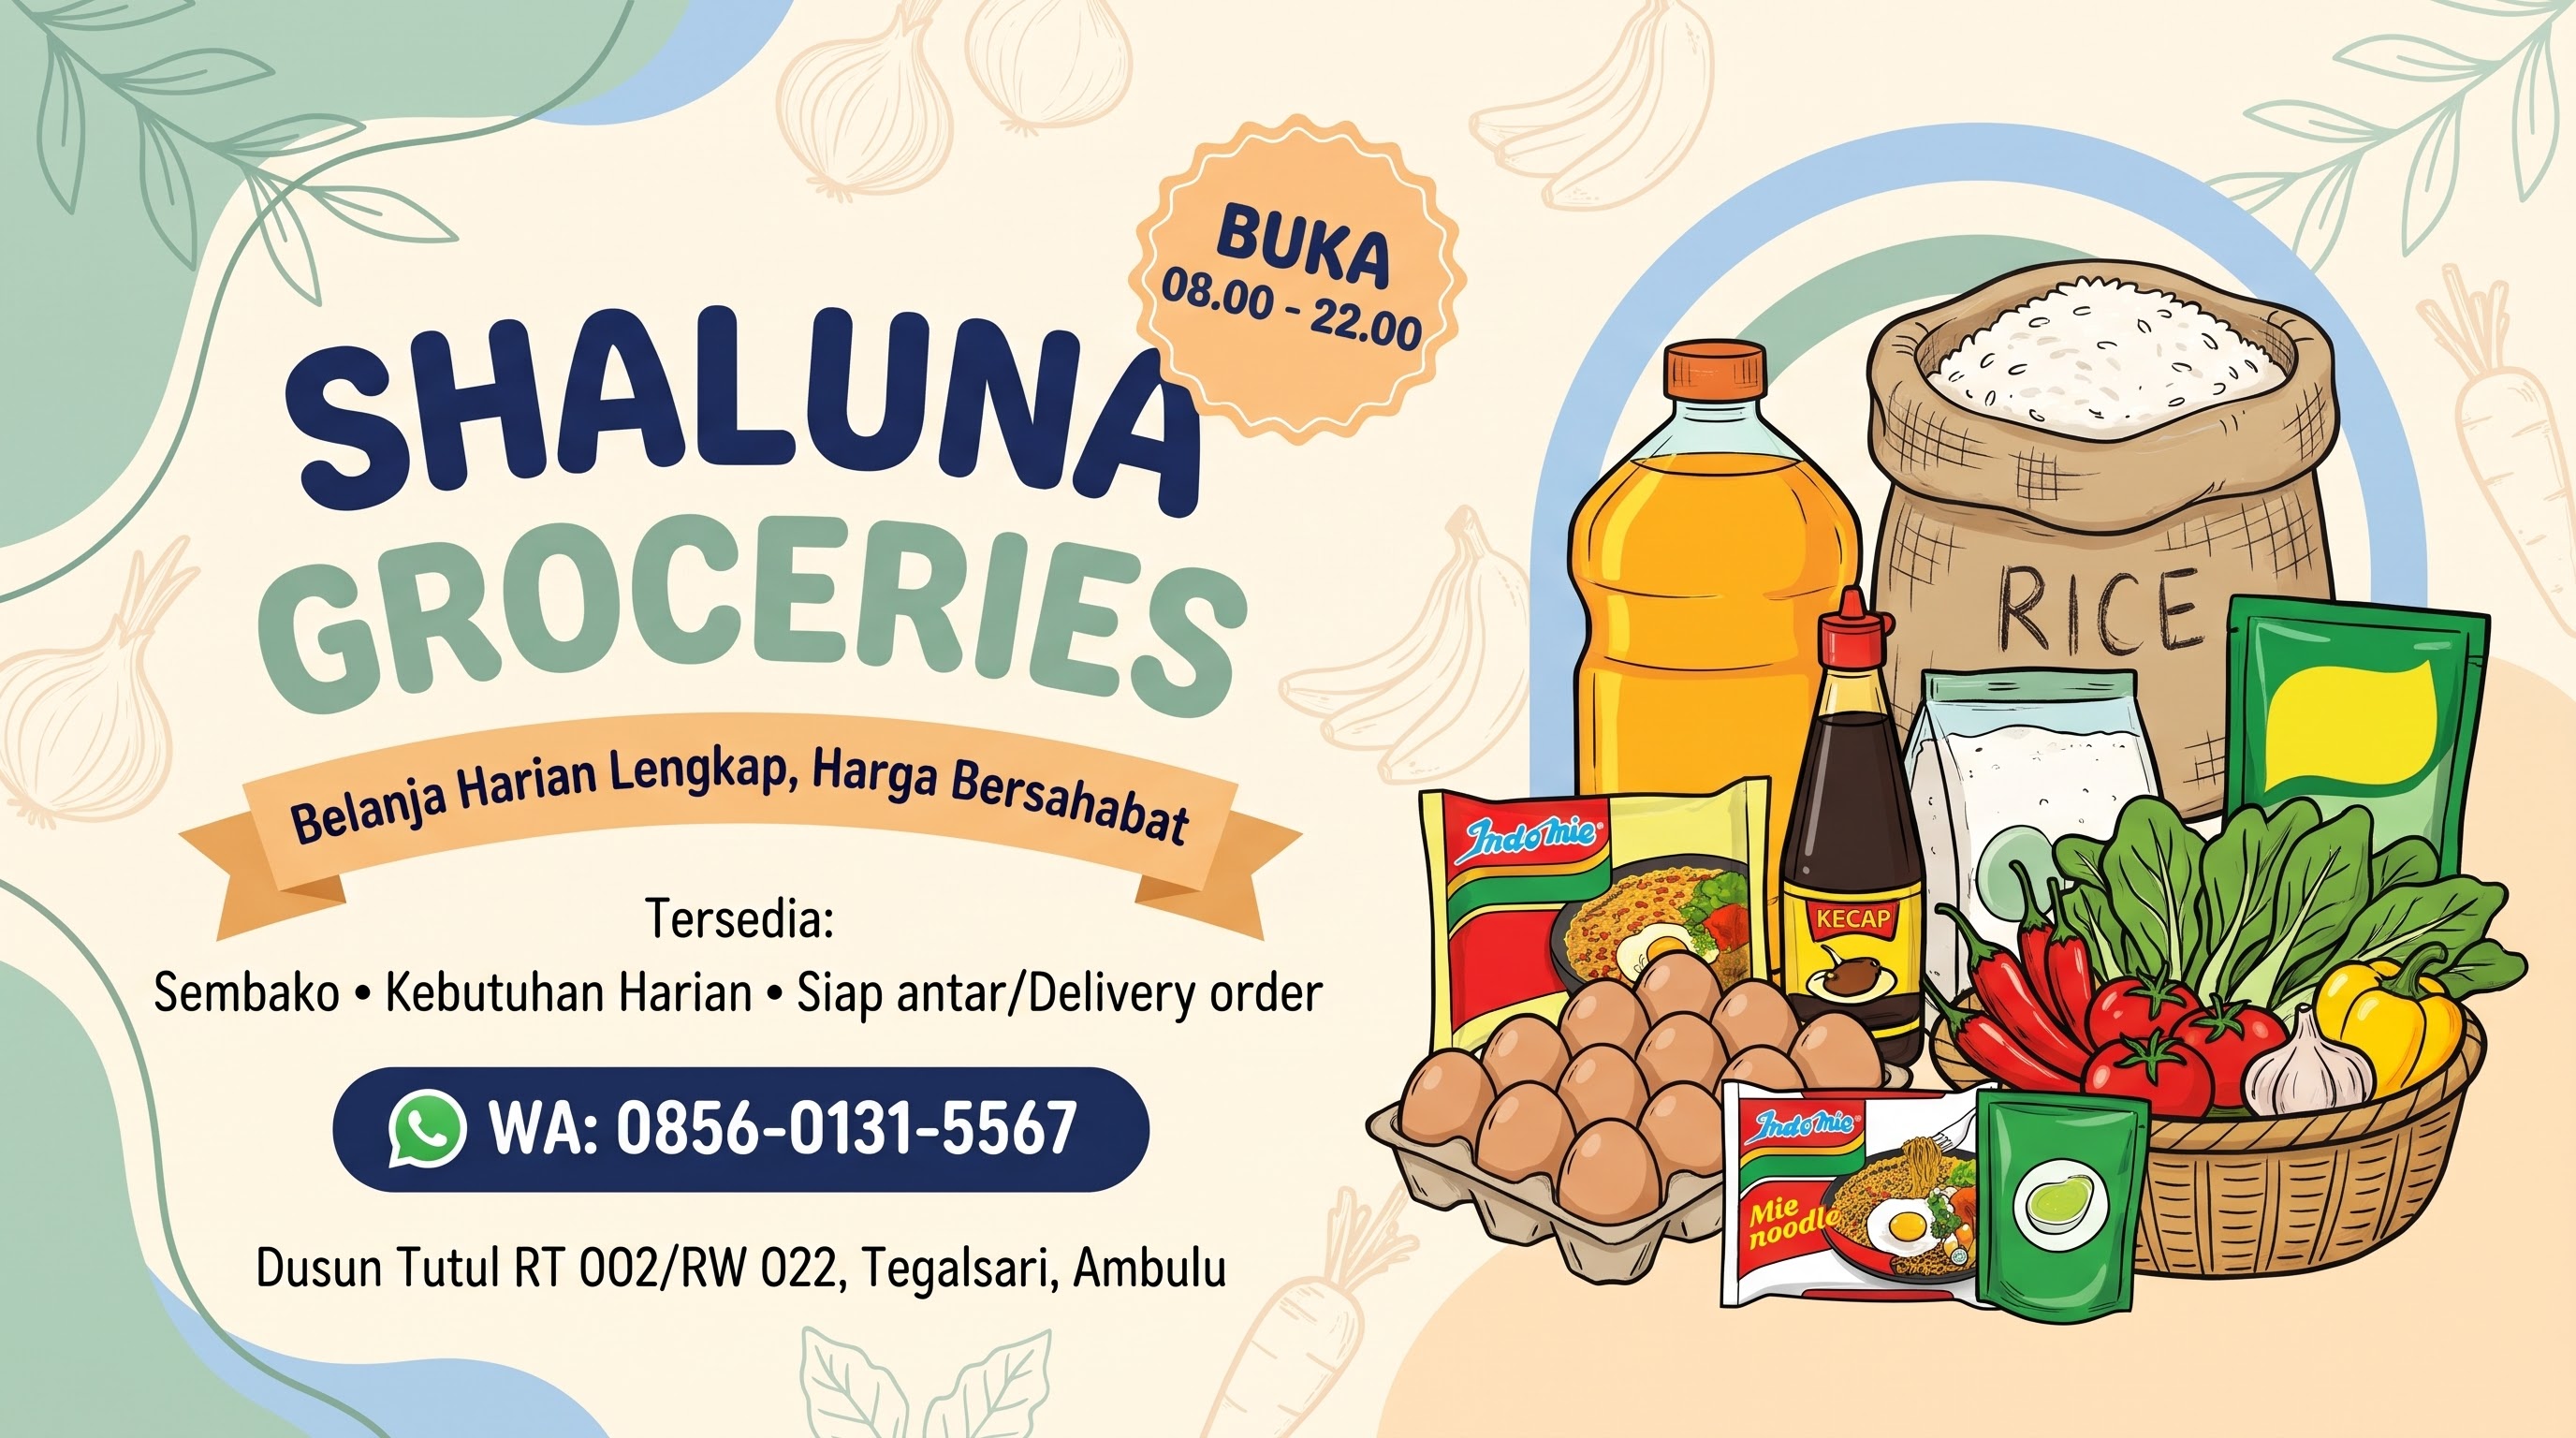 BUKA
08.00 - 22.00
SHALUNA
GROCERIES
Belanja Harian Lengkap, Harga Bersahabat
Tersedia:
Sembako • Kebutuhan Harian • Siap antar/Delivery order
WA: 0856-0131-5567
Dusun Tutul RT 002/RW 022, Tegalsari, Ambulu
RICE
Indomie
KECAP
Indomie
Mie
noodle